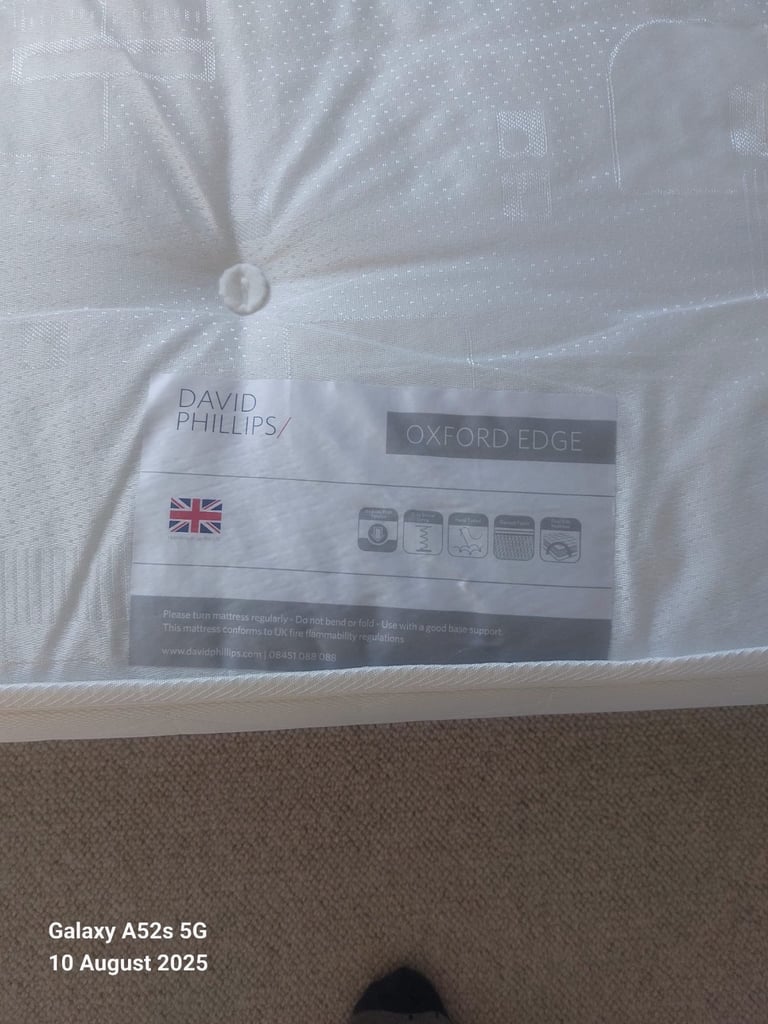 DAVID
PHILLIPS/
OXFORD EDGE
Please turn mattress regularly - Do not bend or fold - Use with a good base support.
This mattress conforms to UK fire flammability regulations
www.davidphillips.com | 08451 088 088
Galaxy A52s 5G
10 August 2025